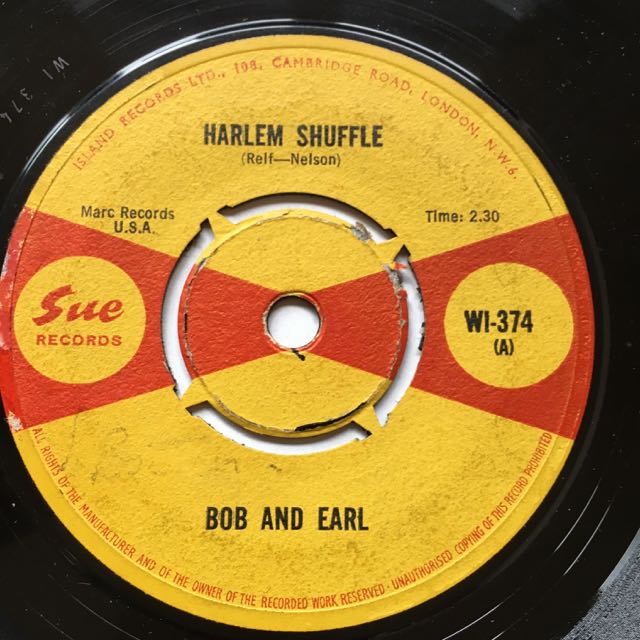 ISLAND RECORDS LTD., 108, CAMBRIDGE ROAD, LONDON, N.W.6.
HARLEM SHUFFLE
(Relf—Nelson)
Marc Records
U.S.A.
Time: 2.30
Sue
RECORDS
WI-374
(A)
BOB AND EARL
ALL RIGHTS OF THE MANUFACTURER AND OF THE OWNER OF THE RECORDED WORK RESERVED · UNAUTHORISED COPYING OF THIS RECORD PROHIBITED
WI 374